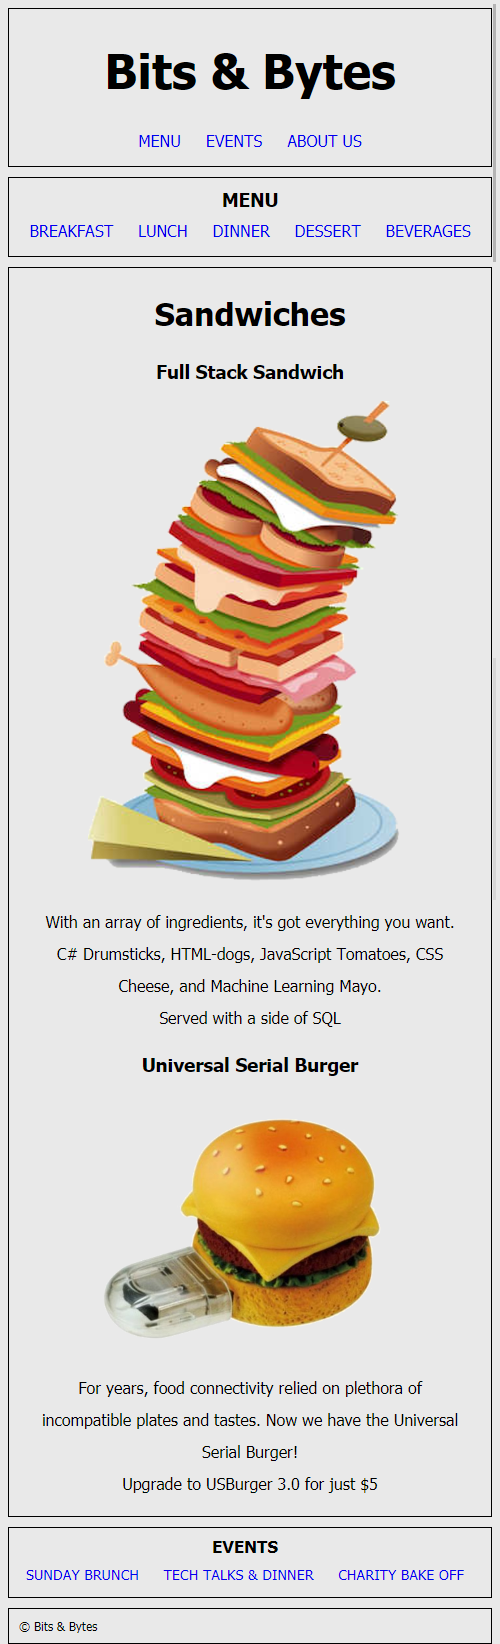 Bits & Bytes
MENU EVENTS ABOUT US
MENU
BREAKFAST LUNCH DINNER DESSERT BEVERAGES
Sandwiches
Full Stack Sandwich
With an array of ingredients, it's got everything you want.
C# Drumsticks, HTML-dogs, JavaScript Tomatoes, CSS
Cheese, and Machine Learning Mayo.
Served with a side of SQL
Universal Serial Burger
For years, food connectivity relied on plethora of
incompatible plates and tastes. Now we have the Universal
Serial Burger!
Upgrade to USBurger 3.0 for just $5
EVENTS
SUNDAY BRUNCH TECH TALKS & DINNER CHARITY BAKE OFF
© Bits & Bytes